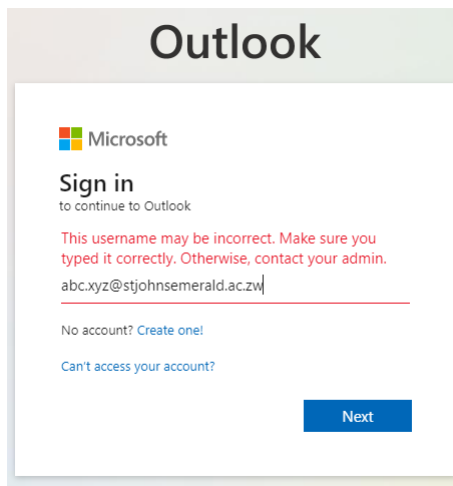 Outlook
Microsoft
Sign in
to continue to Outlook
This username may be incorrect. Make sure you
typed it correctly. Otherwise, contact your admin.
abc.xyz@stjohnsemerald.ac.zw
No account? Create one!
Can't access your account?
Next